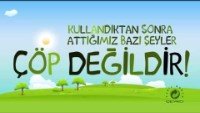 KULLANDIKTAN SONRA
ATTIĞIMIZ BAZI ŞEYLER
ÇÖP DEĞİLDİR!